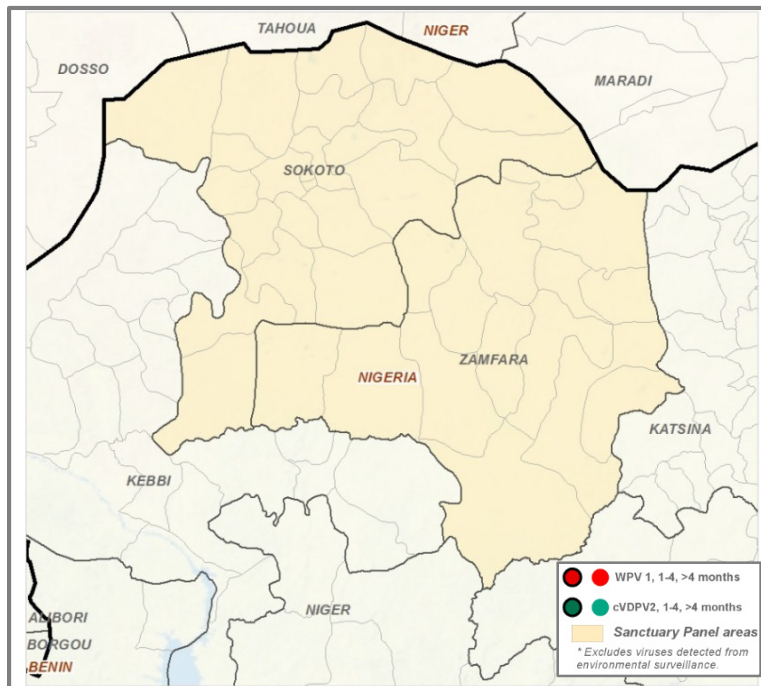 TAHOUA
NIGER
DOSSO
MARADI
SOKOTO
ZAMFARA
NIGERIA
KATSINA
KEBBI
NIGER
ALIBORI
BORGOU
BENIN
WPV 1, 1-4, >4 months
cVDPV2, 1-4, >4 months
Sanctuary Panel areas
* Excludes viruses detected from
environmental surveillance.